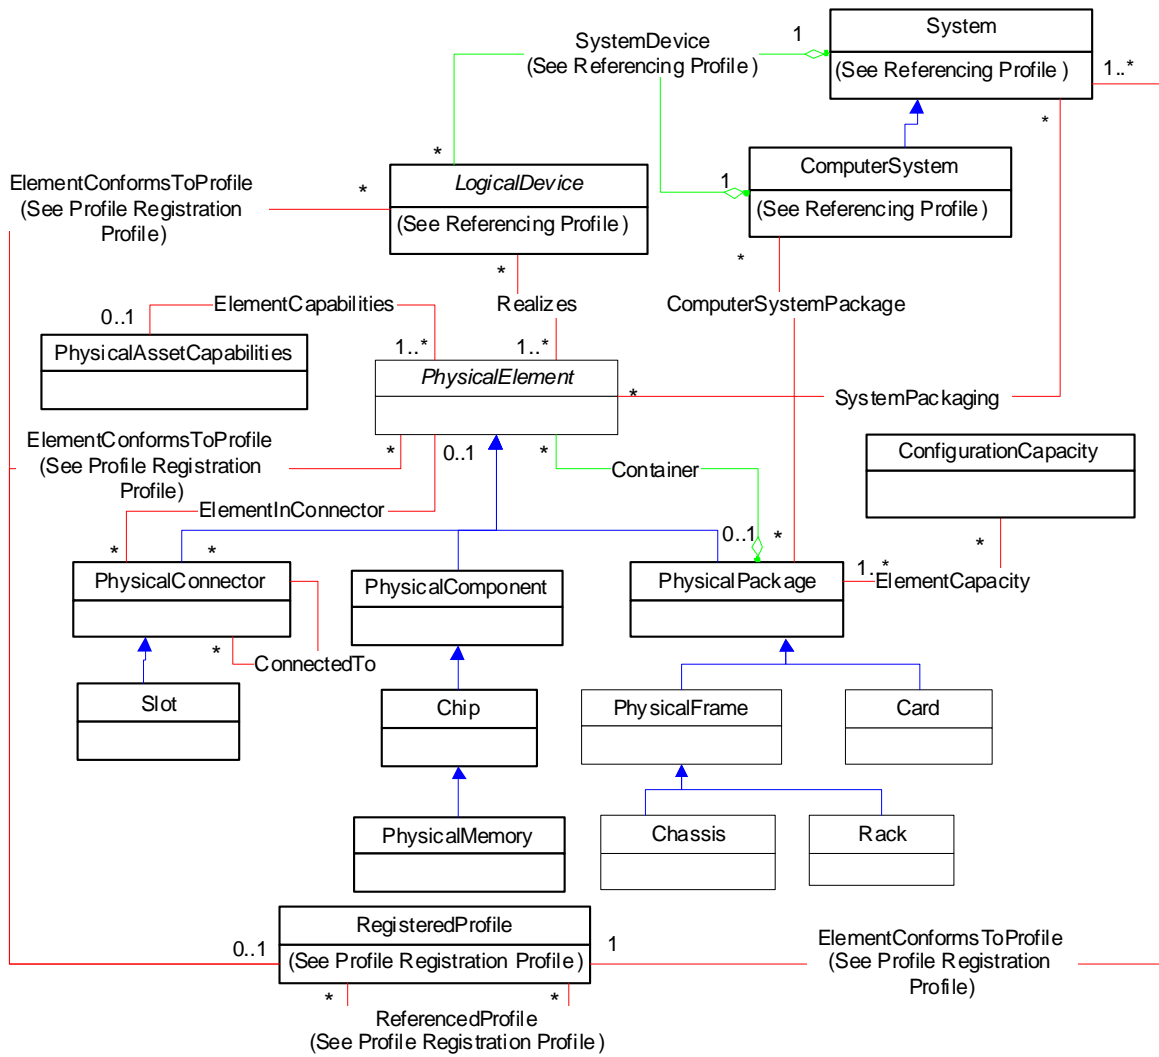 System
(See Referencing Profile )
1
SystemDevice
(See Referencing Profile )
1..*
*
*
ComputerSystem
(See Referencing Profile )
1
*
ElementConformsToProfile
(See Profile Registration
Profile)
*
LogicalDevice
(See Referencing Profile )
*
ElementCapabilities
Realizes
ComputerSystemPackage
0..1
PhysicalAssetCapabilities
1..*
1..*
PhysicalElement
*
SystemPackaging
ElementConformsToProfile
(See Profile Registration
Profile)
*
0..1
*
Container
ConfigurationCapacity
ElementInConnector
*
*
0..1
*
*
PhysicalConnector
PhysicalComponent
PhysicalPackage
1..*
ElementCapacity
*
ConnectedTo
Slot
Chip
PhysicalFrame
Card
PhysicalMemory
Chassis
Rack
RegisteredProfile
(See Profile Registration Profile)
0..1
1
ElementConformsToProfile
(See Profile Registration
Profile)
*
*
ReferencedProfile
(See Profile Registration Profile)